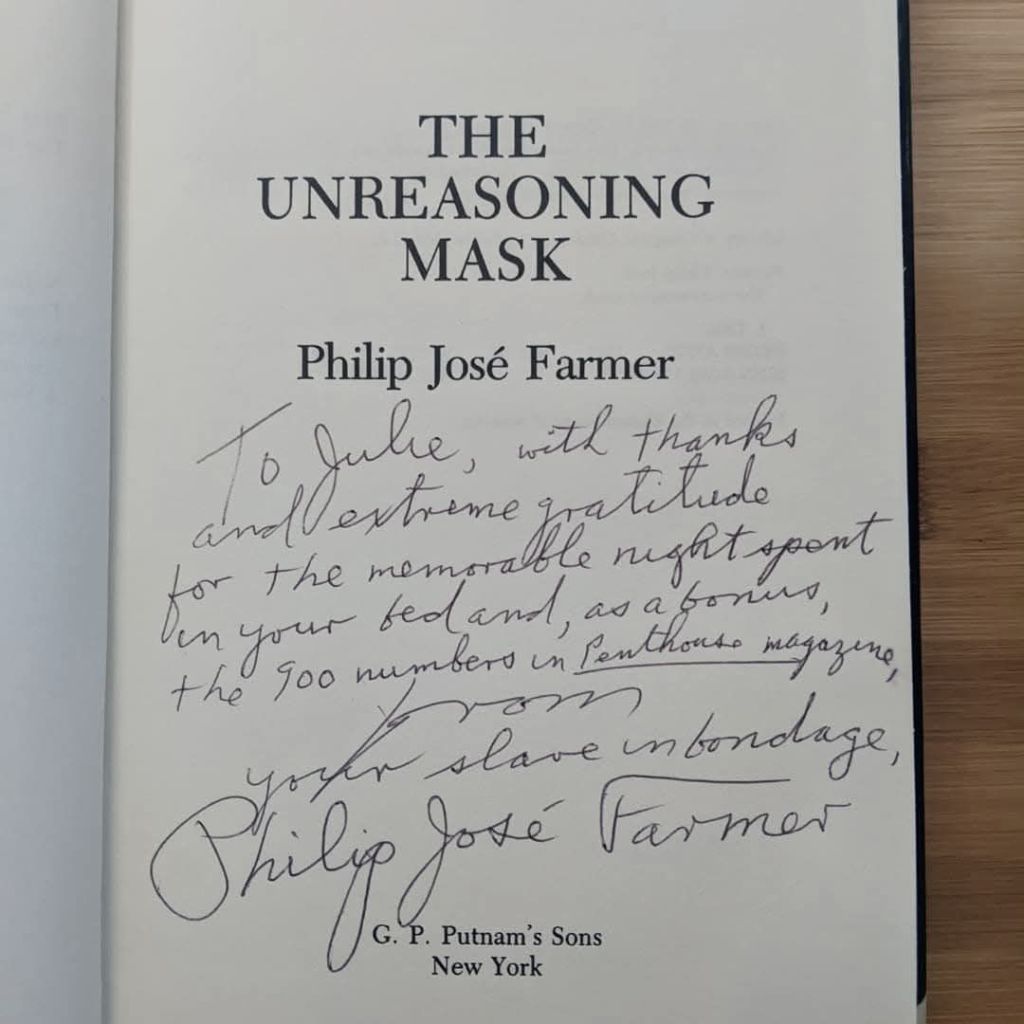 THE
UNREASONING
MASK
Philip José Farmer
To Julie, with thanks
and extreme gratitude
for the memorable night spent
in your bed and, as a bonus,
the 900 numbers in Penthouse magazine,
from
your slave in bondage,
Philip José Farmer
G. P. Putnam's Sons
New York